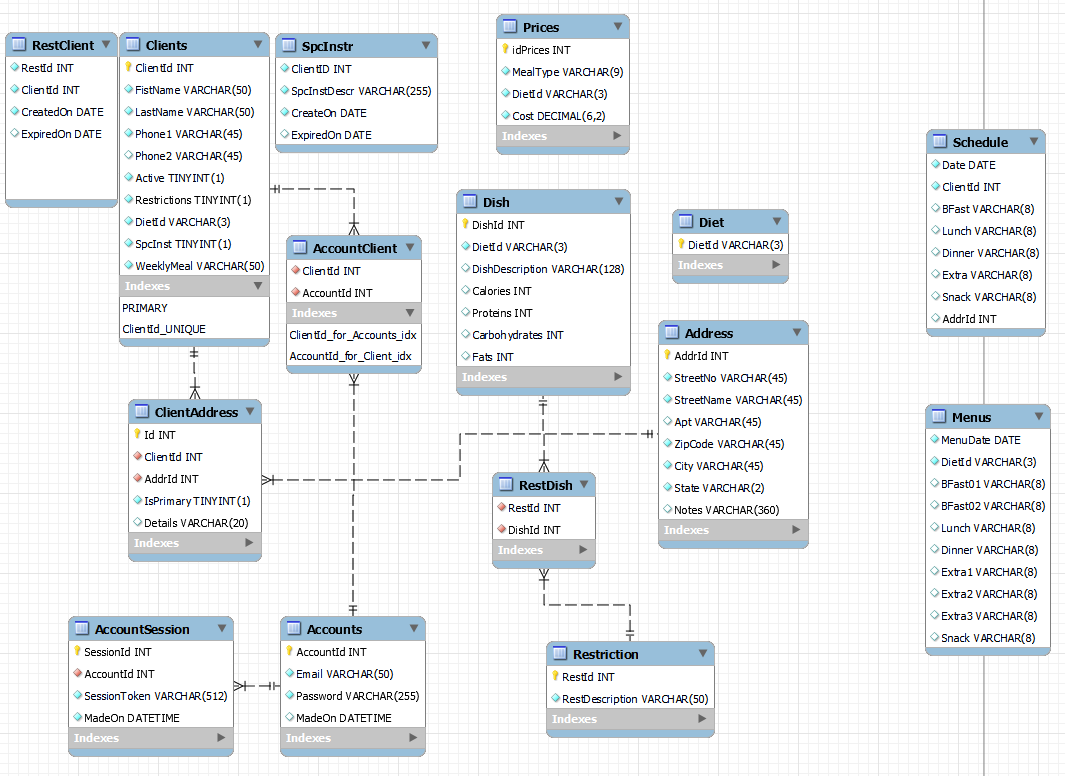 RestClient
RestId INT
ClientId INT
CreatedOn DATE
ExpiredOn DATE
Clients
ClientId INT
FistName VARCHAR(50)
LastName VARCHAR(50)
Phone1 VARCHAR(45)
Phone2 VARCHAR(45)
Active TINYINT(1)
Restrictions TINYINT(1)
DietId VARCHAR(3)
SpcInst TINYINT(1)
WeeklyMeal VARCHAR(50)
Indexes
PRIMARY
ClientId_UNIQUE
SpcInstr
ClientID INT
SpcInstDescr VARCHAR(255)
CreateOn DATE
ExpiredOn DATE
Prices
idPrices INT
MealType VARCHAR(9)
DietId VARCHAR(3)
Cost DECIMAL(6,2)
Indexes
Schedule
Date DATE
ClientId INT
BFast VARCHAR(8)
Lunch VARCHAR(8)
Dinner VARCHAR(8)
Extra VARCHAR(8)
Snack VARCHAR(8)
AddrId INT
AccountClient
ClientId INT
AccountId INT
Indexes
ClientId_for_Accounts_idx
AccountId_for_Client_idx
Dish
DishId INT
DietId VARCHAR(3)
DishDescription VARCHAR(128)
Calories INT
Proteins INT
Carbohydrates INT
Fats INT
Indexes
Diet
DietId VARCHAR(3)
Indexes
Address
AddrId INT
StreetNo VARCHAR(45)
StreetName VARCHAR(45)
Apt VARCHAR(45)
ZipCode VARCHAR(45)
City VARCHAR(45)
State VARCHAR(2)
Notes VARCHAR(360)
Indexes
ClientAddress
Id INT
ClientId INT
AddrId INT
IsPrimary TINYINT(1)
Details VARCHAR(20)
Indexes
RestDish
RestId INT
DishId INT
Indexes
Menus
MenuDate DATE
DietId VARCHAR(3)
BFast01 VARCHAR(8)
BFast02 VARCHAR(8)
Lunch VARCHAR(8)
Dinner VARCHAR(8)
Extra1 VARCHAR(8)
Extra2 VARCHAR(8)
Extra3 VARCHAR(8)
Snack VARCHAR(8)
AccountSession
SessionId INT
AccountId INT
SessionToken VARCHAR(512)
MadeOn DATETIME
Indexes
Accounts
AccountId INT
Email VARCHAR(50)
Password VARCHAR(255)
MadeOn DATETIME
Indexes
Restriction
RestId INT
RestDescription VARCHAR(50)
Indexes